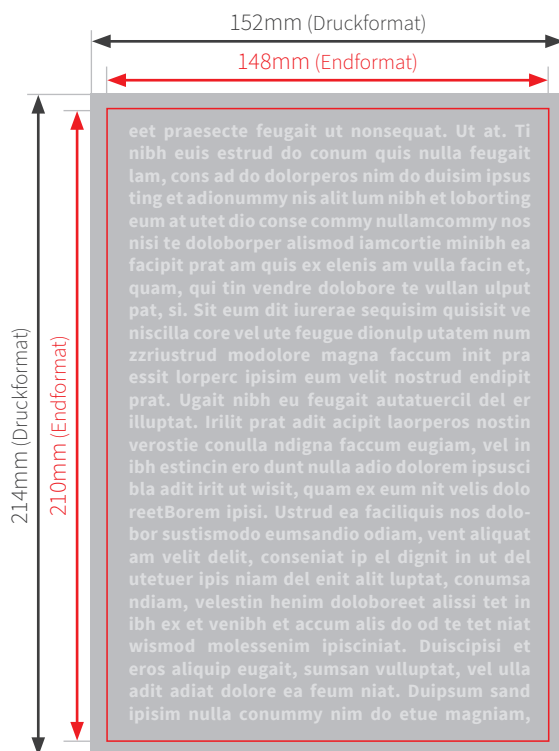 152mm (Druckformat)
148mm (Endformat)
214mm (Druckformat)
210mm (Endformat)
eet praesecte feugait ut nonsequat. Ut at. Ti
nibh euis estrud do conum quis nulla feugait
lam, cons ad do dolorperos nim do duisim ipsus
ting et adionummy nis alit lum nibh et loborting
eum at utet dio conse commy nullamcommy nos
nisi te doloborper alismod iamcortie minibh ea
facipit prat am quis ex elenis am vulla facin et,
quam, qui tin vendre dolobore te vullan ulput
pat, si. Sit eum dit iurerae sequisim quisisit ve
niscilla core vel ute feugue dionulp utatem num
zzriustrud modolore magna faccum init pra
essit lorperc ipisim eum velit nostrud endipit
prat. Ugait nibh eu feugait autatuercil del er
illuptat. Irilit prat adit acipit laorperos nostin
verostie conulla ndigna faccum eugiam, vel in
ibh estincin ero dunt nulla adio dolorem ipsusci
bla adit irit ut wisit, quam ex eum nit velis dolo
reetBorem ipisi. Ustrud ea faciliquis nos dolo-
bor sustismodo eumsandio odiam, vent aliquat
am velit delit, conseniat ip el dignit in ut del
utetuer ipis niam del enit alit luptat, conumsa
ndiam, velestin henim doloboreet alissi tet in
ibh ex et venibh et accum alis do od te tet niat
wismod molessenim ipisciniat. Duiscipisi et
eros aliquip eugait, sumsan vulluptat, vel ulla
adit adiat dolore ea feum niat. Duipsum sand
ipisim nulla conummy nim do etue magniam,